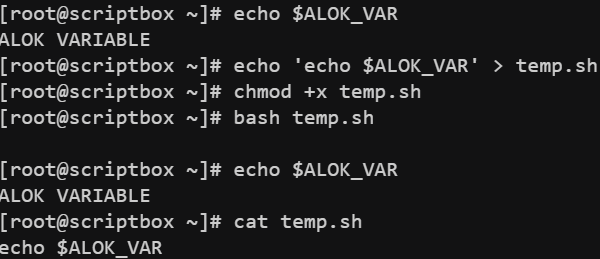 [root@scriptbox ~]# echo $ALOK_VAR
ALOK VARIABLE
[root@scriptbox ~]# echo 'echo $ALOK_VAR' > temp.sh
[root@scriptbox ~]# chmod +x temp.sh
[root@scriptbox ~]# bash temp.sh
[root@scriptbox ~]# echo $ALOK_VAR
ALOK VARIABLE
[root@scriptbox ~]# cat temp.sh
echo $ALOK_VAR